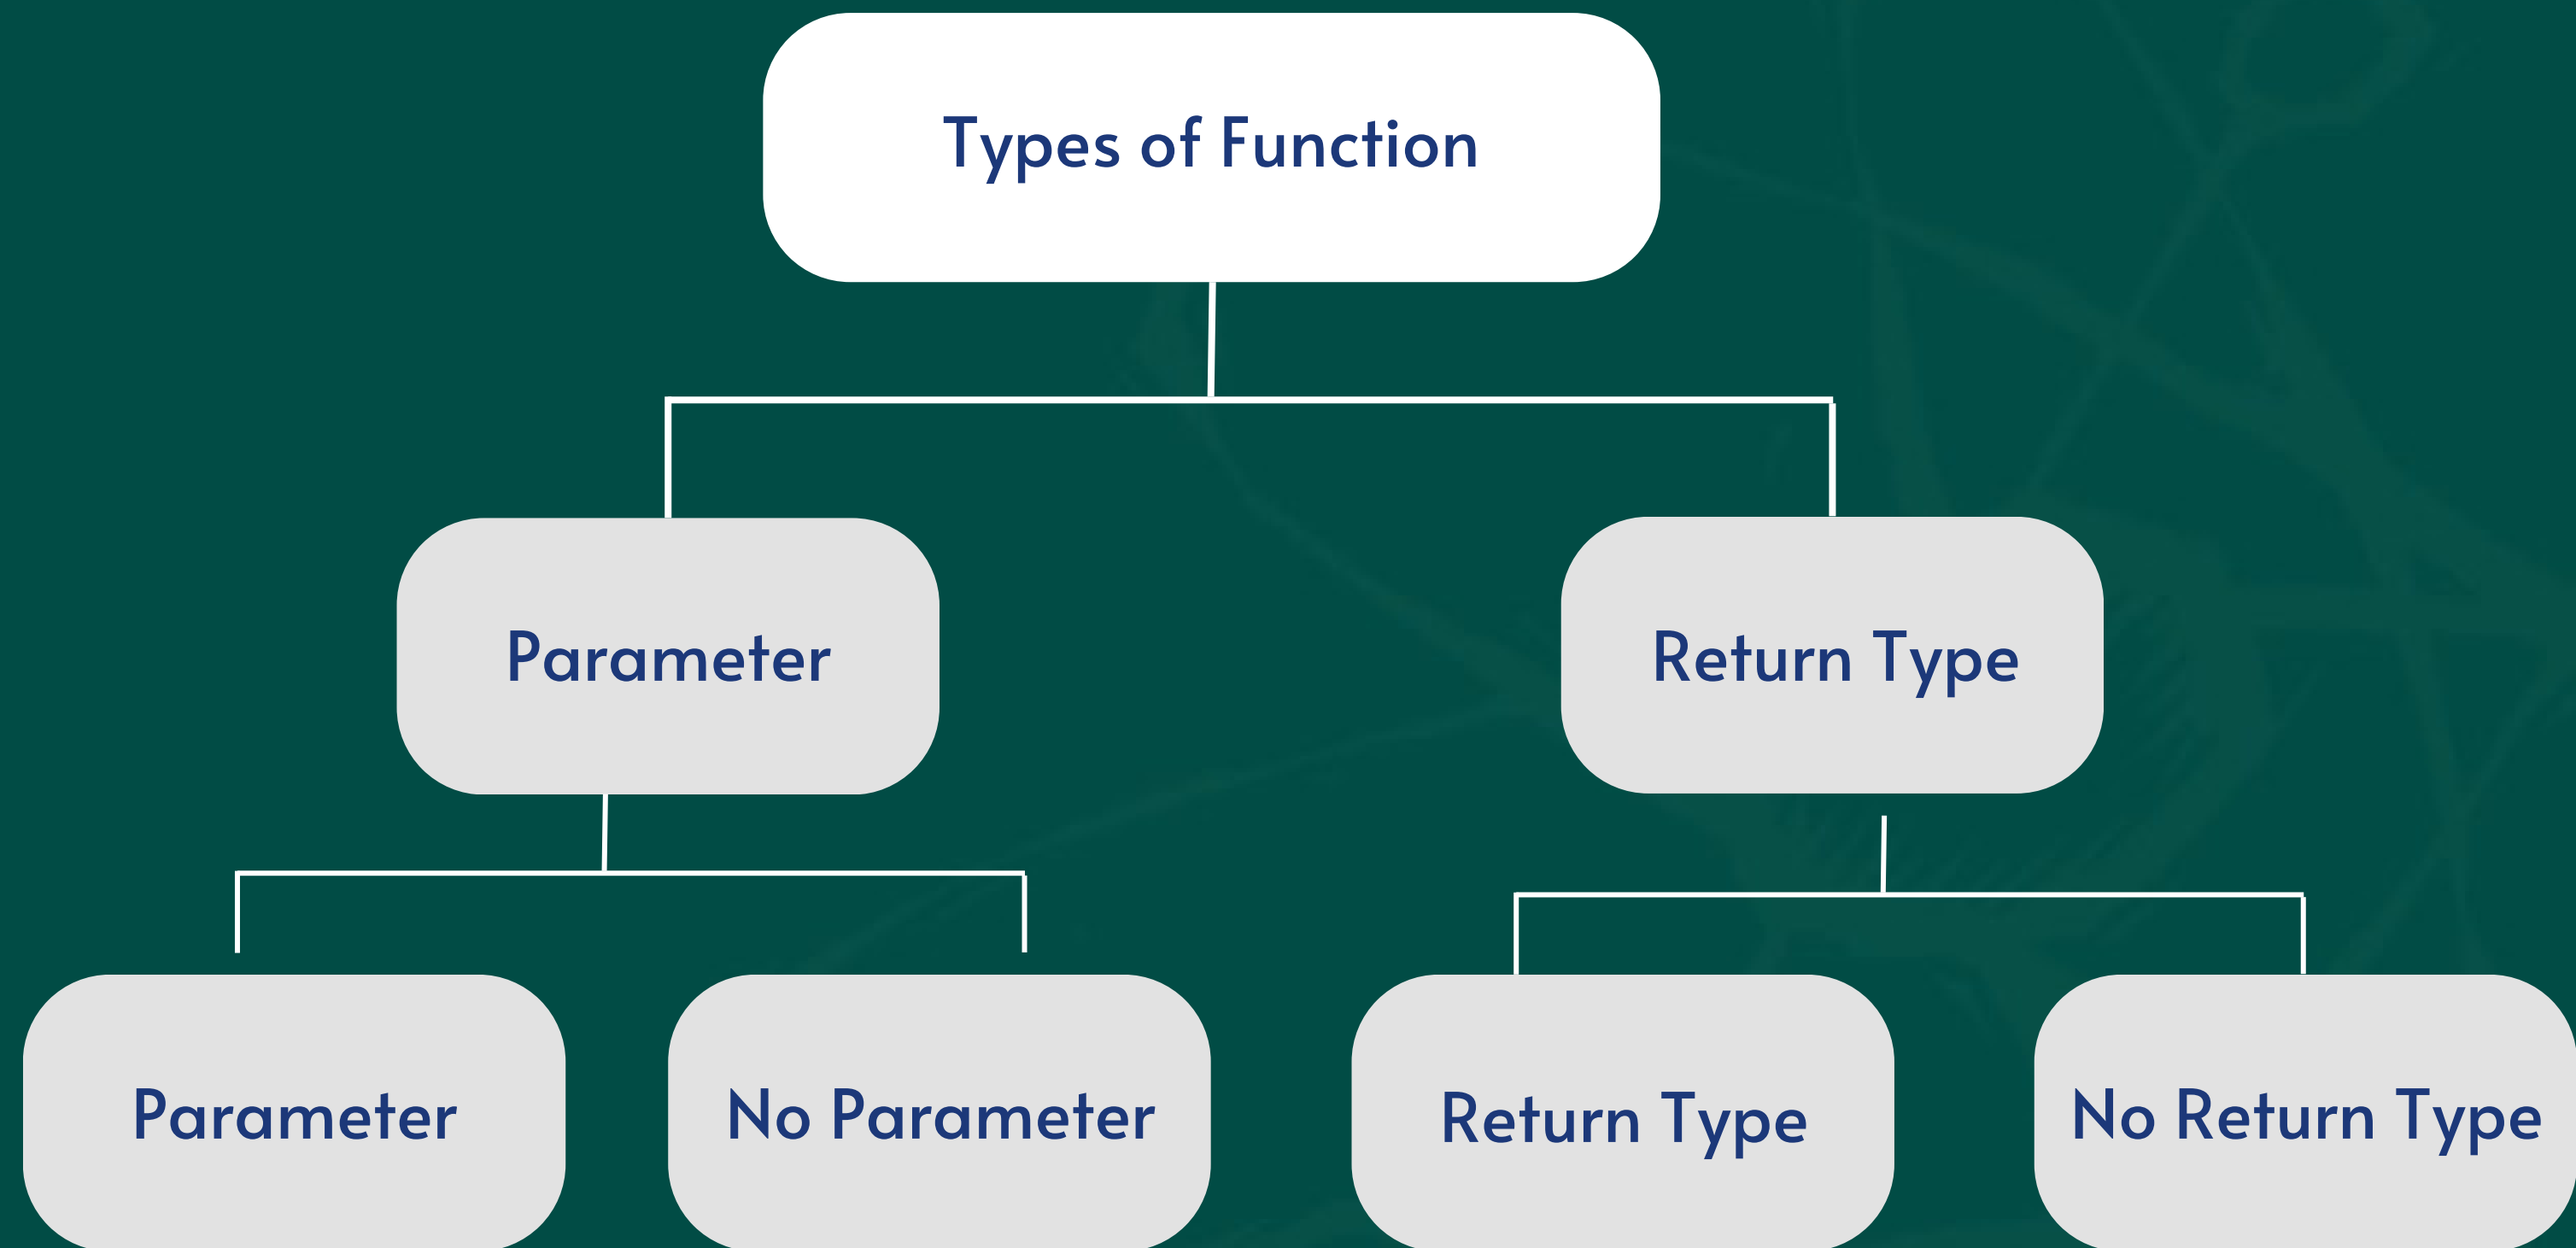 Types of Function
Parameter
Return Type
Parameter
No Parameter
Return Type
No Return Type